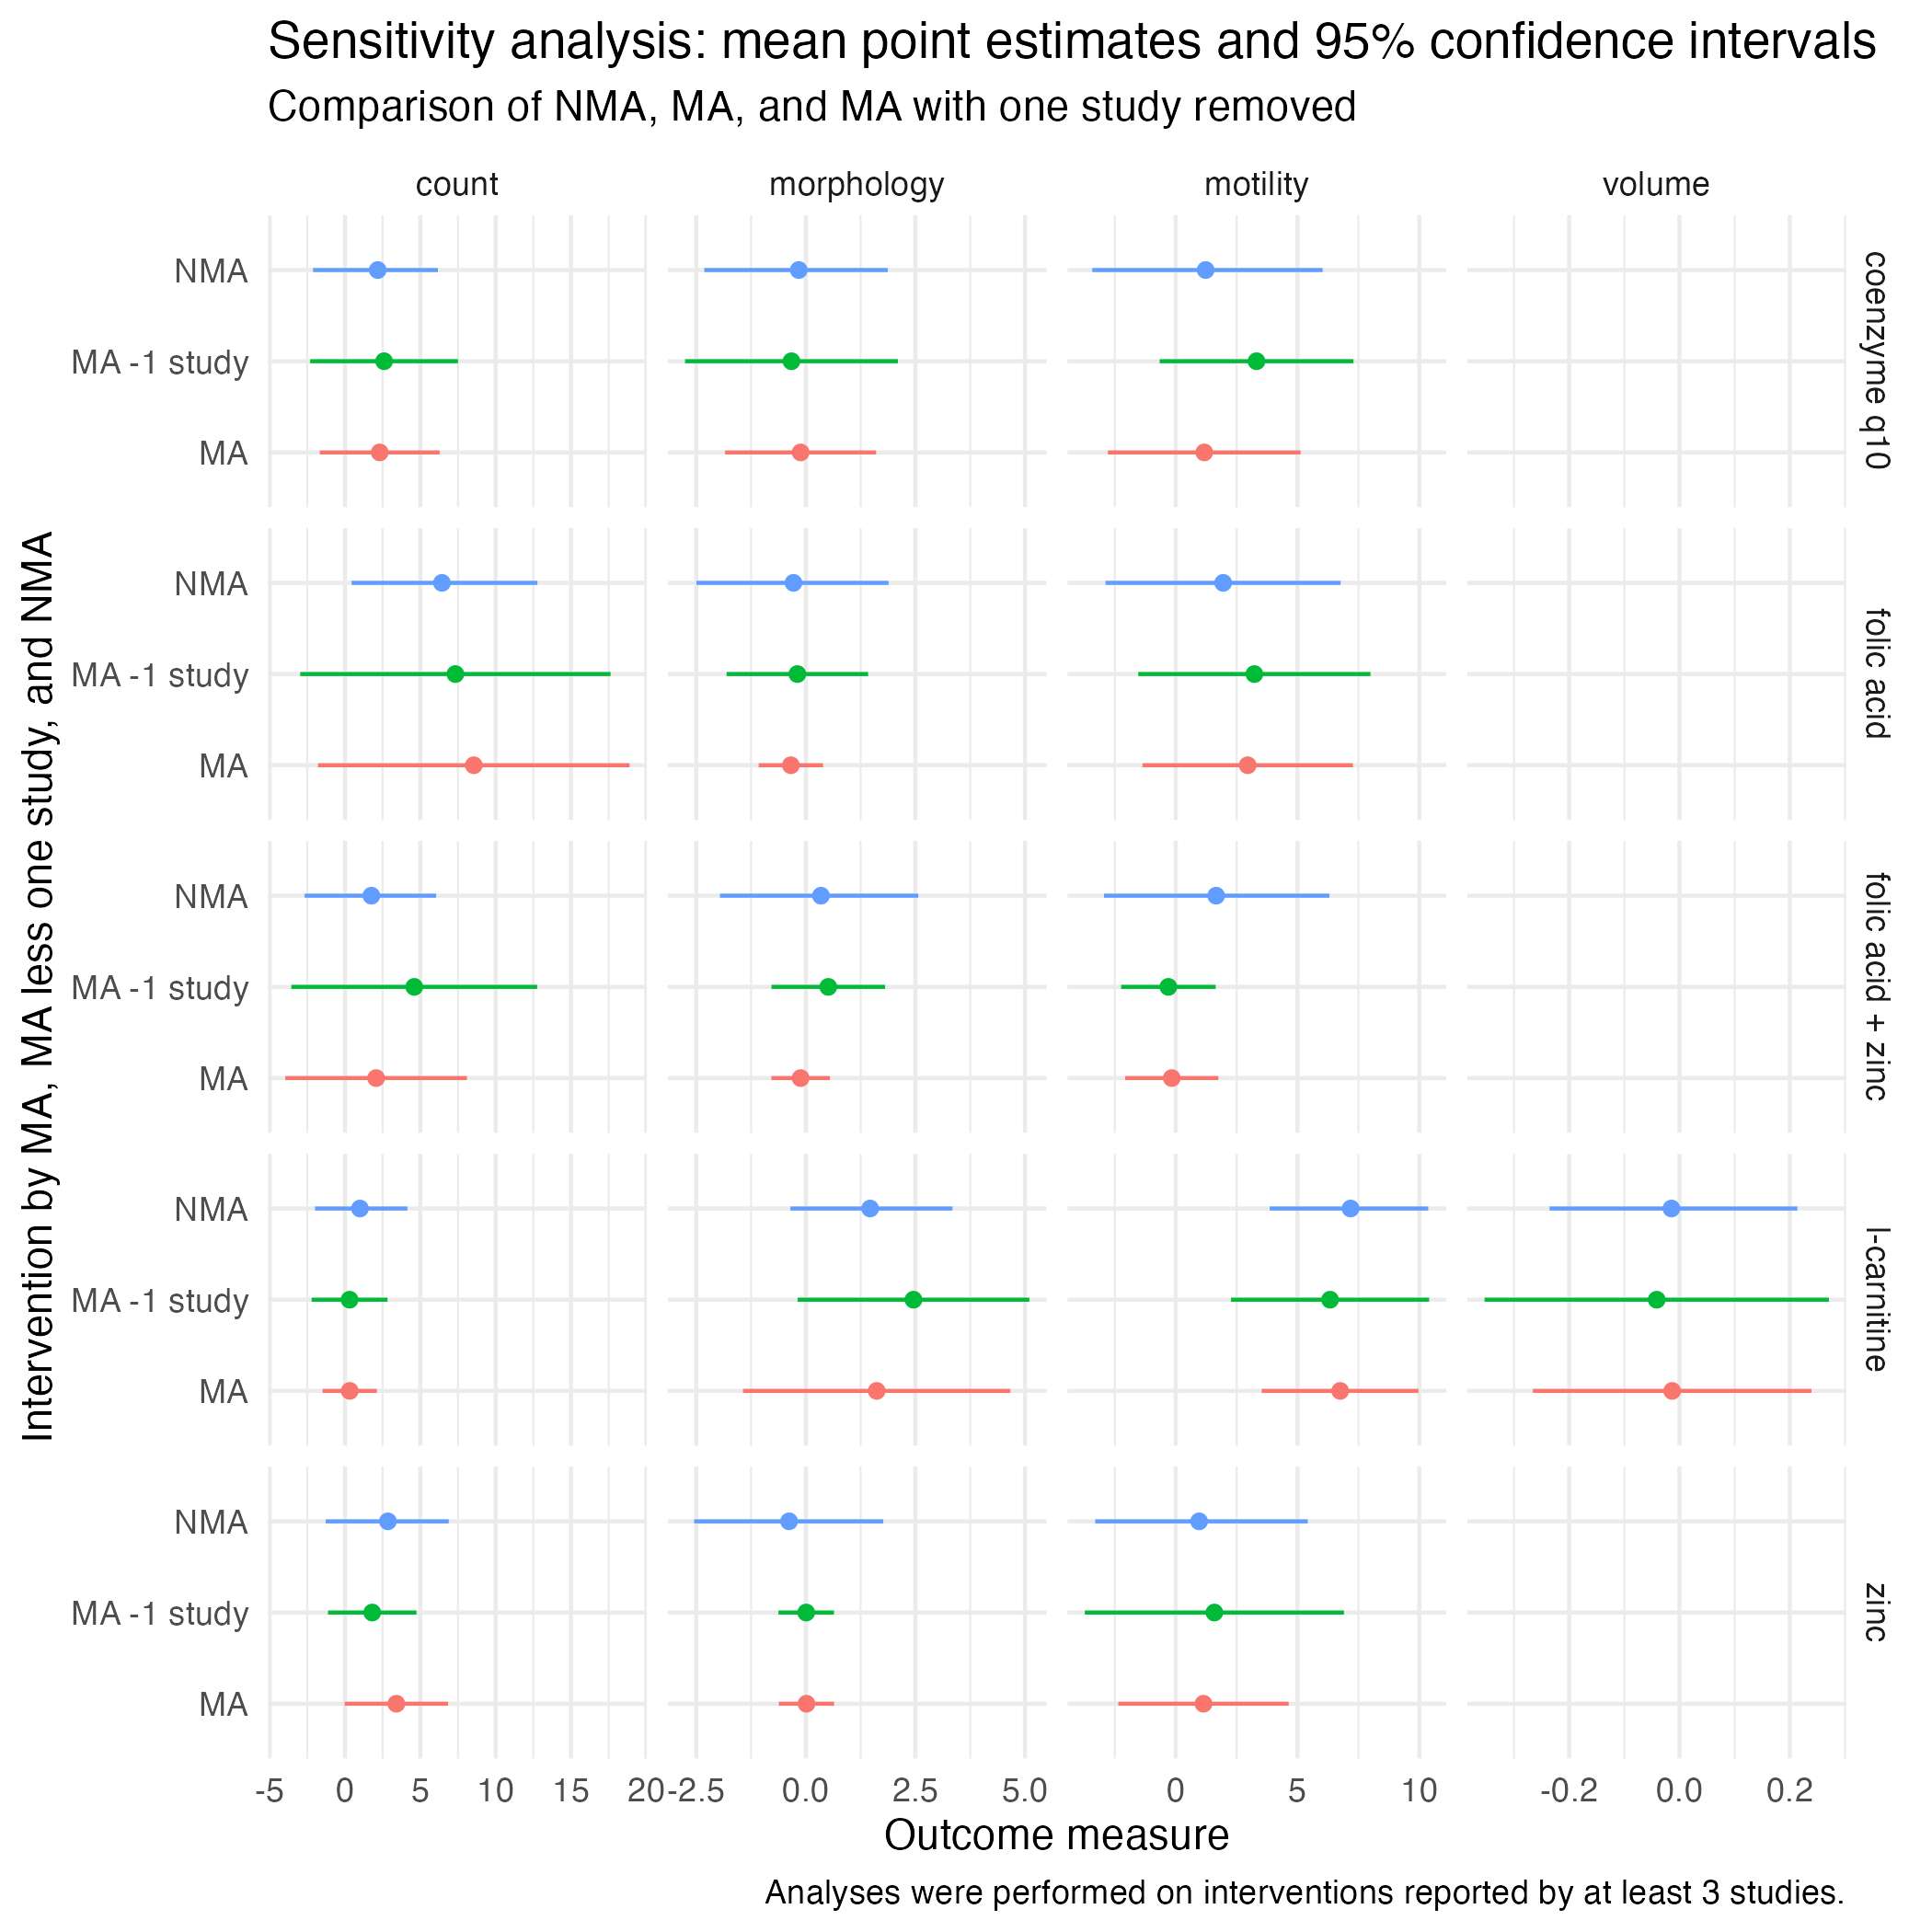 Sensitivity analysis: mean point estimates and 95% confidence intervals
Comparison of NMA, MA, and MA with one study removed
count morphology motility volume
Intervention by MA, MA less one study, and NMA
NMA
MA -1 study
MA
coenzyme q10
NMA
MA -1 study
MA
folic acid
NMA
MA -1 study
MA
folic acid + zinc
NMA
MA -1 study
MA
l-carnitine
NMA
MA -1 study
MA
zinc
-5 0 5 10 15 20 -2.5 0.0 2.5 5.0 0 5 10 -0.2 0.0 0.2
Outcome measure
Analyses were performed on interventions reported by at least 3 studies.